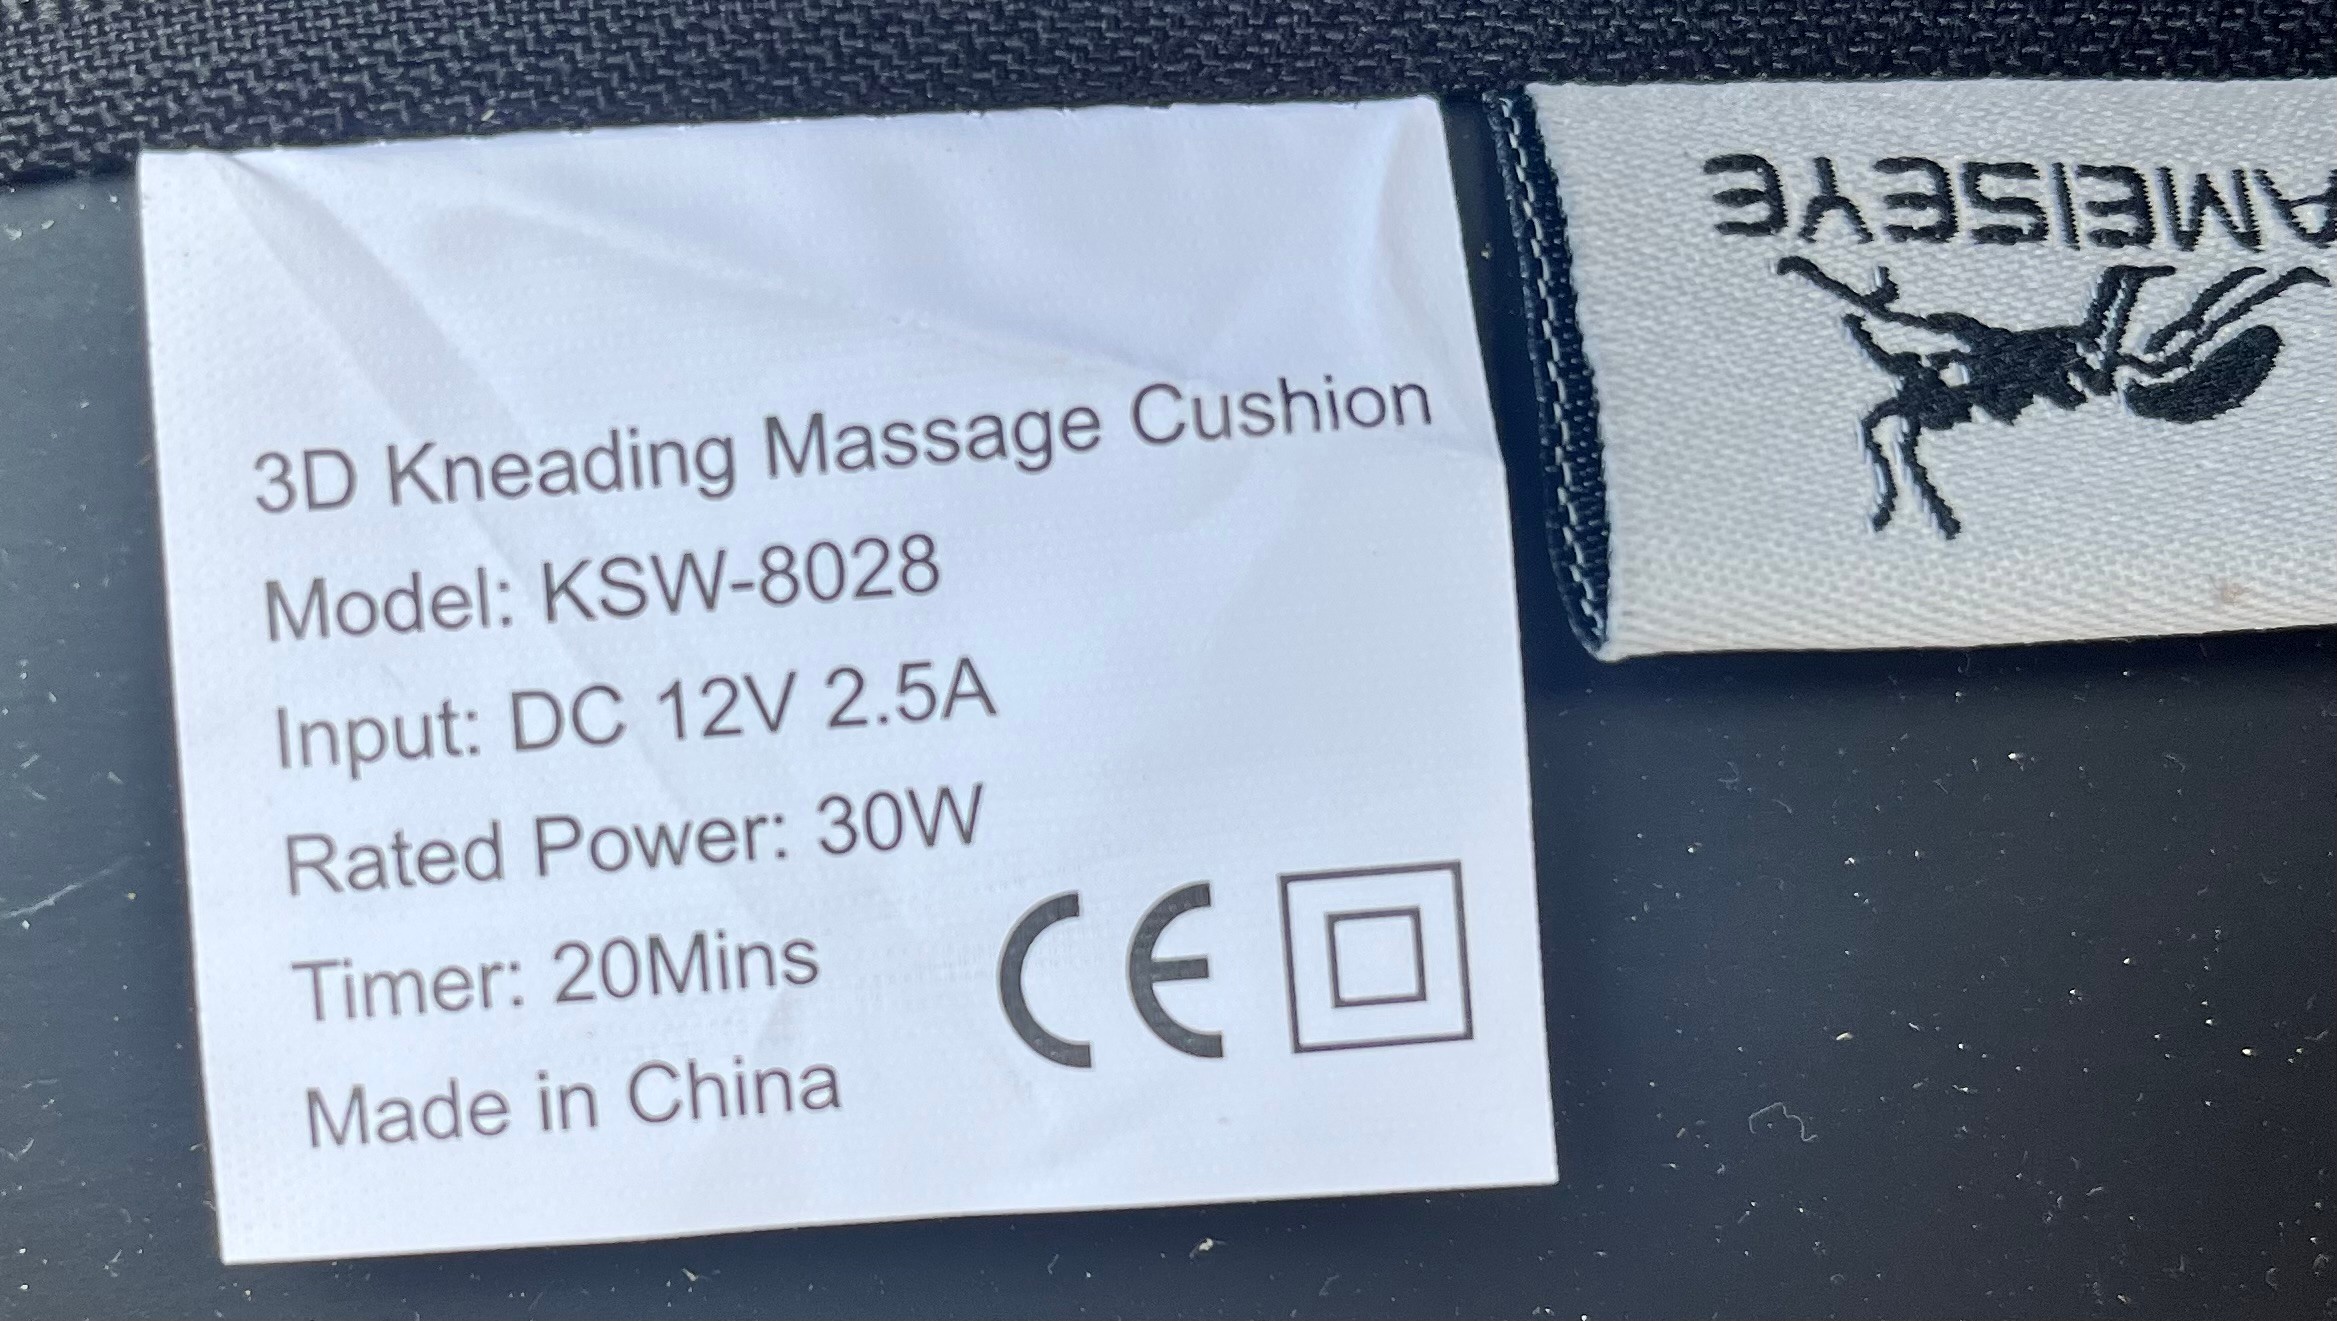 3D Kneading Massage Cushion
Model: KSW-8028
Input: DC 12V 2.5A
Rated Power: 30W
Timer: 20Mins
Made in China
CE
AMEISEYE